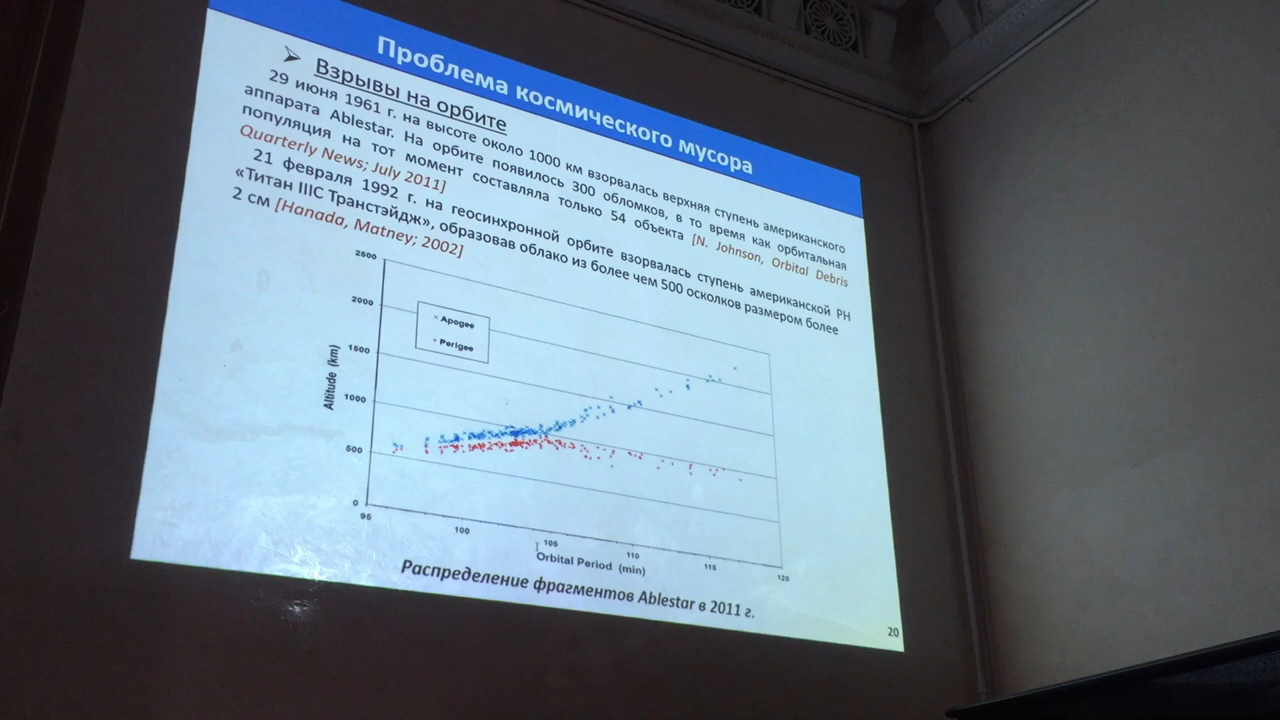 Проблема космического мусора
➢ Взрывы на орбите
29 июня 1961 г. на высоте около 1000 км взорвалась верхняя ступень американского
аппарата Ablestar. На орбите появилось 300 обломков, в то время как орбитальная
популяция на тот момент составляла только 54 объекта [N. Johnson, Orbital Debris
Quarterly News; July 2011]
21 февраля 1992 г. на геосинхронной орбите взорвалась ступень американской РН
«Титан IIIC Транстэйдж», образовав облако из более чем 500 осколков размером более
2 см [Hanada, Matney; 2002]
2500
2000
1500
1000
500
0
Altitude (km)
Apogee
Perigee
95
100
105
110
115
120
Orbital Period (min)
Распределение фрагментов Ablestar в 2011 г.
20